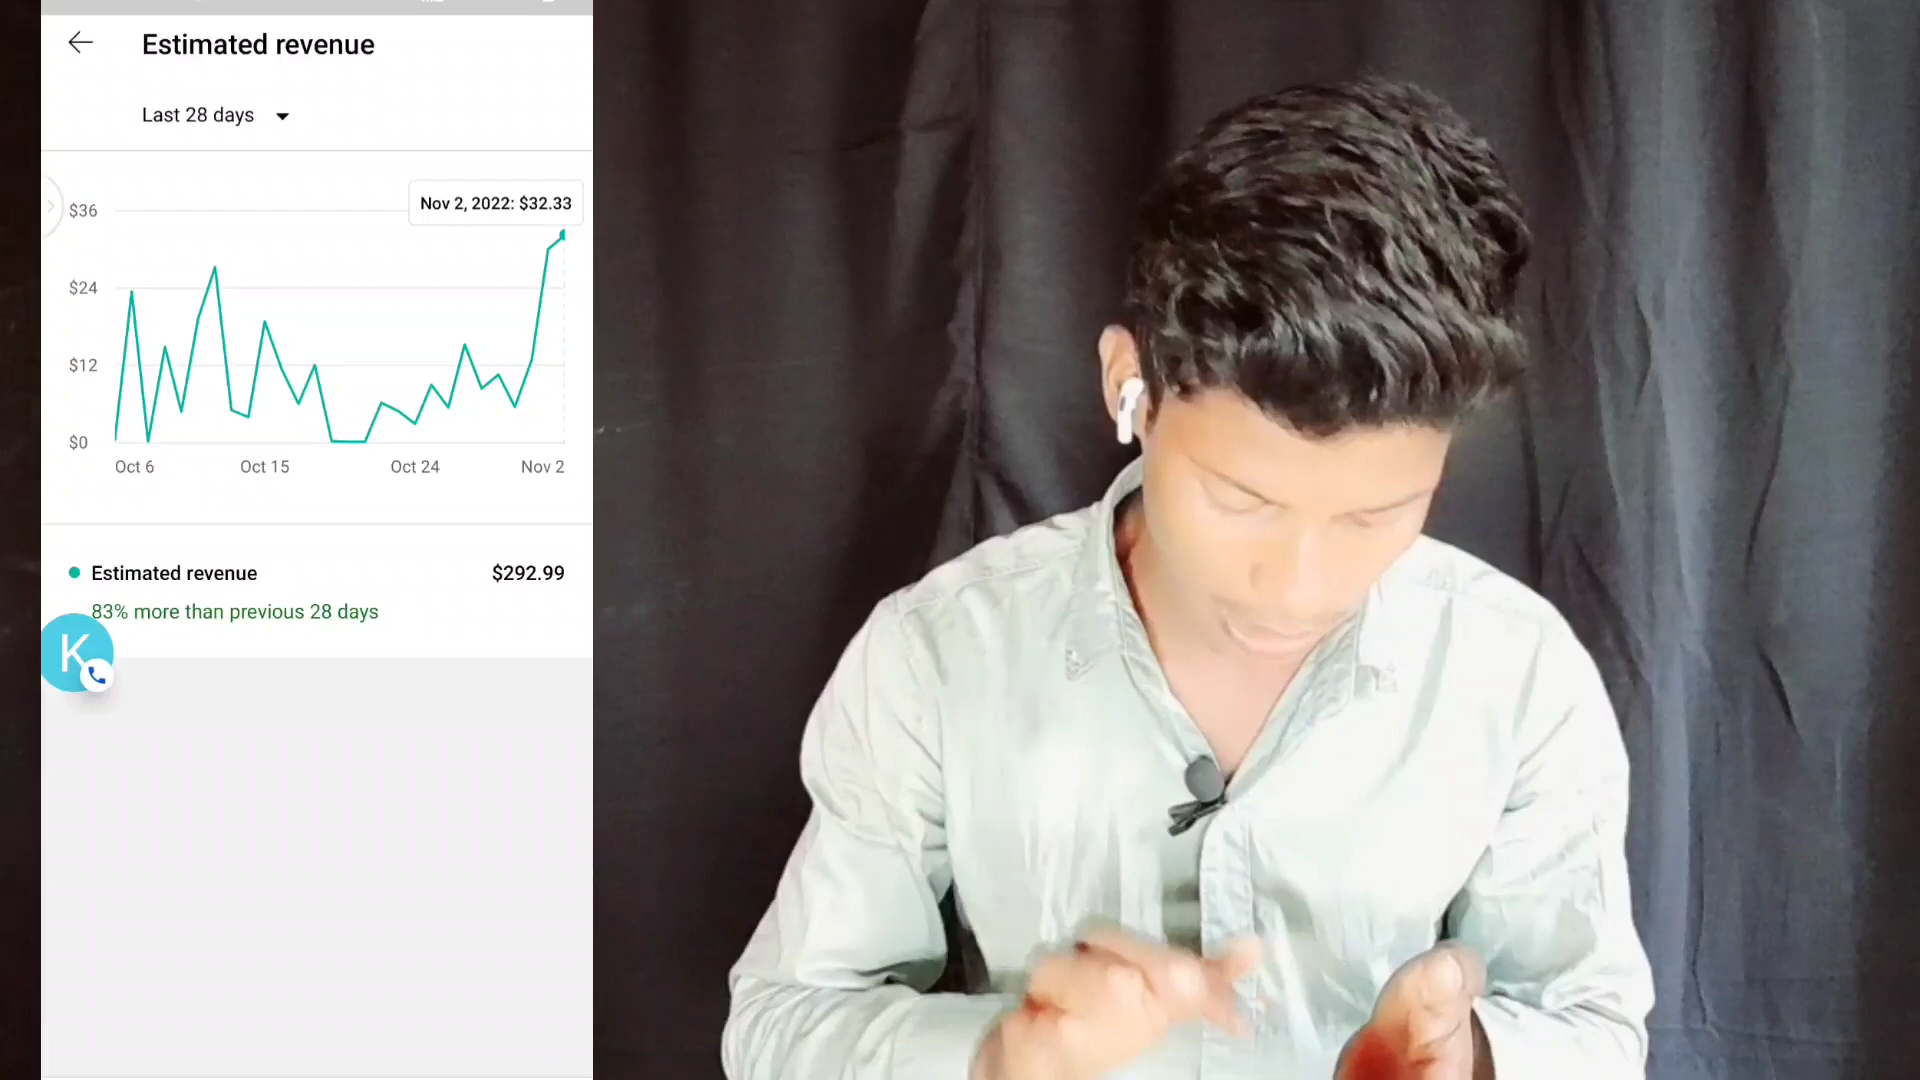 Estimated revenue
Last 28 days
Nov 2, 2022: $32.33
$36
$24
$12
$0
Oct 6 Oct 15 Oct 24 Nov 2
Estimated revenue $292.99
83% more than previous 28 days
K